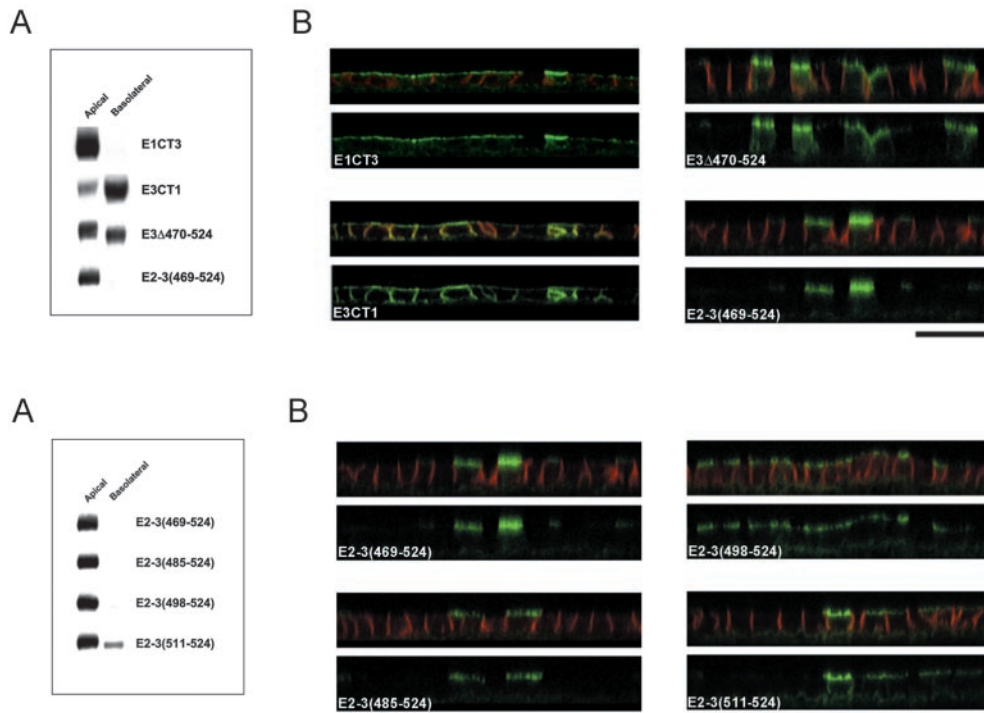 A
B
Apical
Basolateral
E1CT3
E3CT1
E3Δ470-524
E2-3(469-524)
E1CT3
E3CT1
E3Δ470-524
E2-3(469-524)
A
B
Apical
Basolateral
E2-3(469-524)
E2-3(485-524)
E2-3(498-524)
E2-3(511-524)
E2-3(469-524)
E2-3(498-524)
E2-3(485-524)
E2-3(511-524)